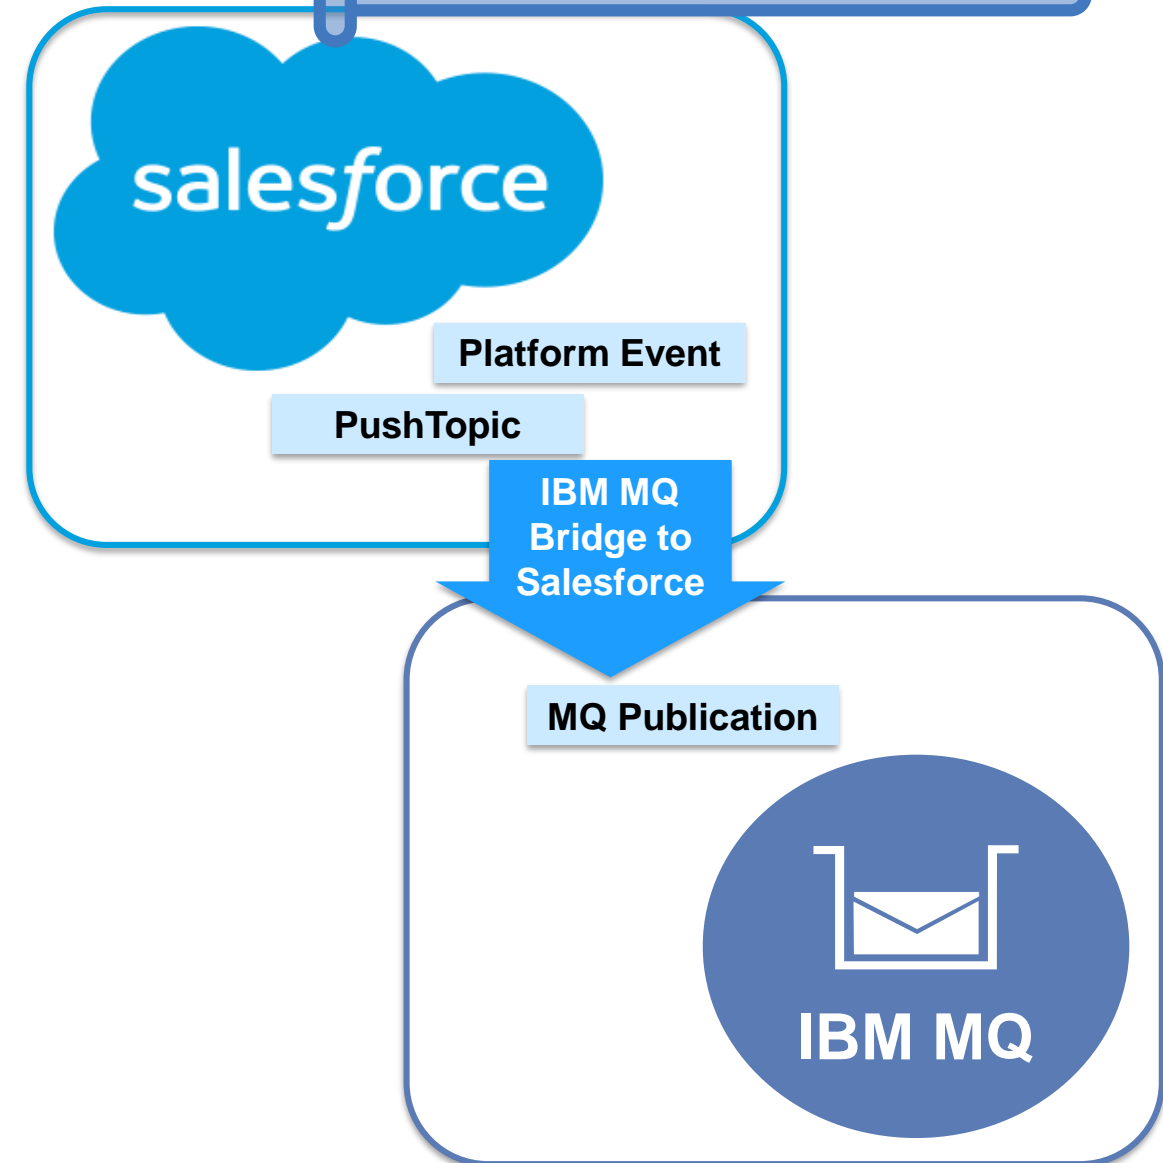 salesforce
Platform Event
PushTopic
IBM MQ
Bridge to
Salesforce
MQ Publication
IBM MQ